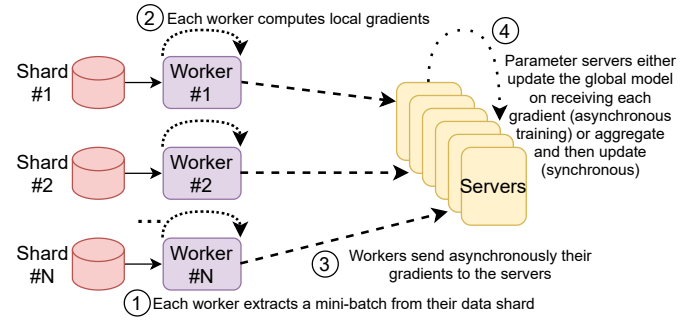 2 Each worker computes local gradients
4
Parameter servers either
update the global model
on receiving each
gradient (asynchronous
training) or aggregate
and then update
(synchronous)
Shard
#1
Worker
#1
Shard
#2
Worker
#2
Servers
...
Shard
#N
Worker
#N
3 Workers send asynchronously their
gradients to the servers
1 Each worker extracts a mini-batch from their data shard